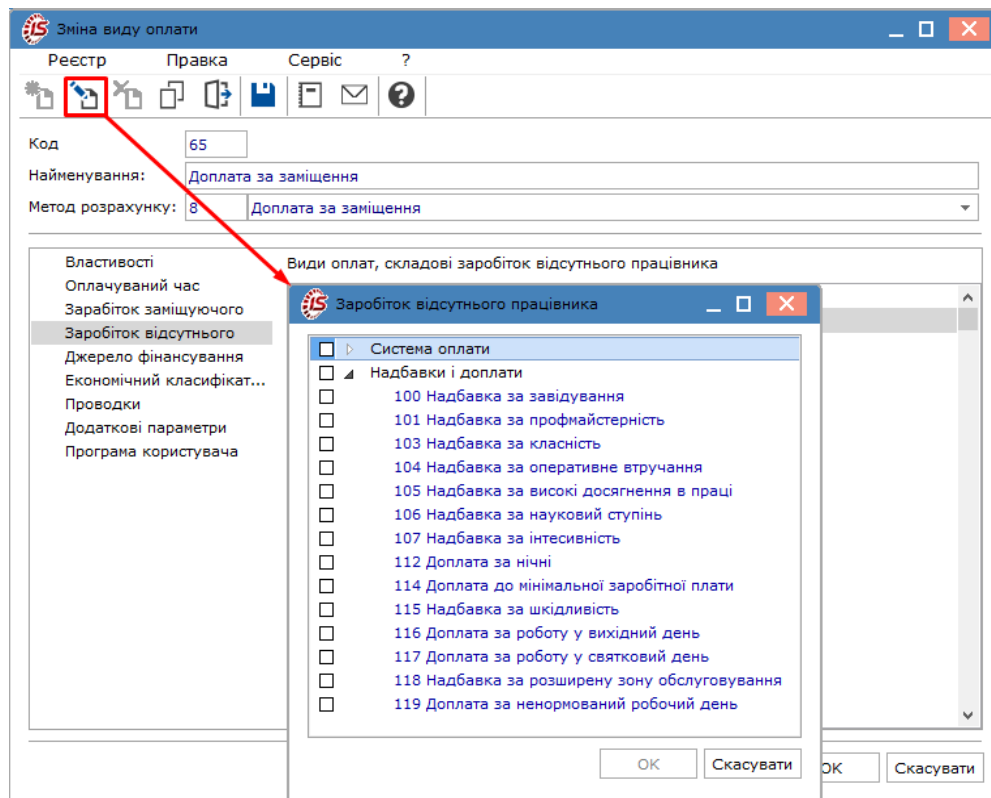 Зміна виду оплати
Реєстр Правка Сервіс ?
Код 65
Найменування: Доплата за заміщення
Метод розрахунку: 8 Доплата за заміщення
Властивості
Оплачуваний час
Зарабіток заміщуючого
Заробіток відсутнього
Джерело фінансування
Економічний класифікат...
Проводки
Додаткові параметри
Програма користувача
Види оплат, складові заробіток відсутнього працівника
Заробіток відсутнього працівника
Система оплати
Надбавки і доплати
100 Надбавка за завідування
101 Надбавка за профмайстерність
103 Надбавка за класність
104 Надбавка за оперативне втручання
105 Надбавка за високі досягнення в праці
106 Надбавка за науковий ступінь
107 Надбавка за інтесивність
112 Доплата за нічні
114 Доплата до мінімальної заробітної плати
115 Надбавка за шкідливість
116 Доплата за роботу у вихідний день
117 Доплата за роботу у святковий день
118 Надбавка за розширену зону обслуговування
119 Доплата за ненормований робочий день
ОК Скасувати
ОК Скасувати